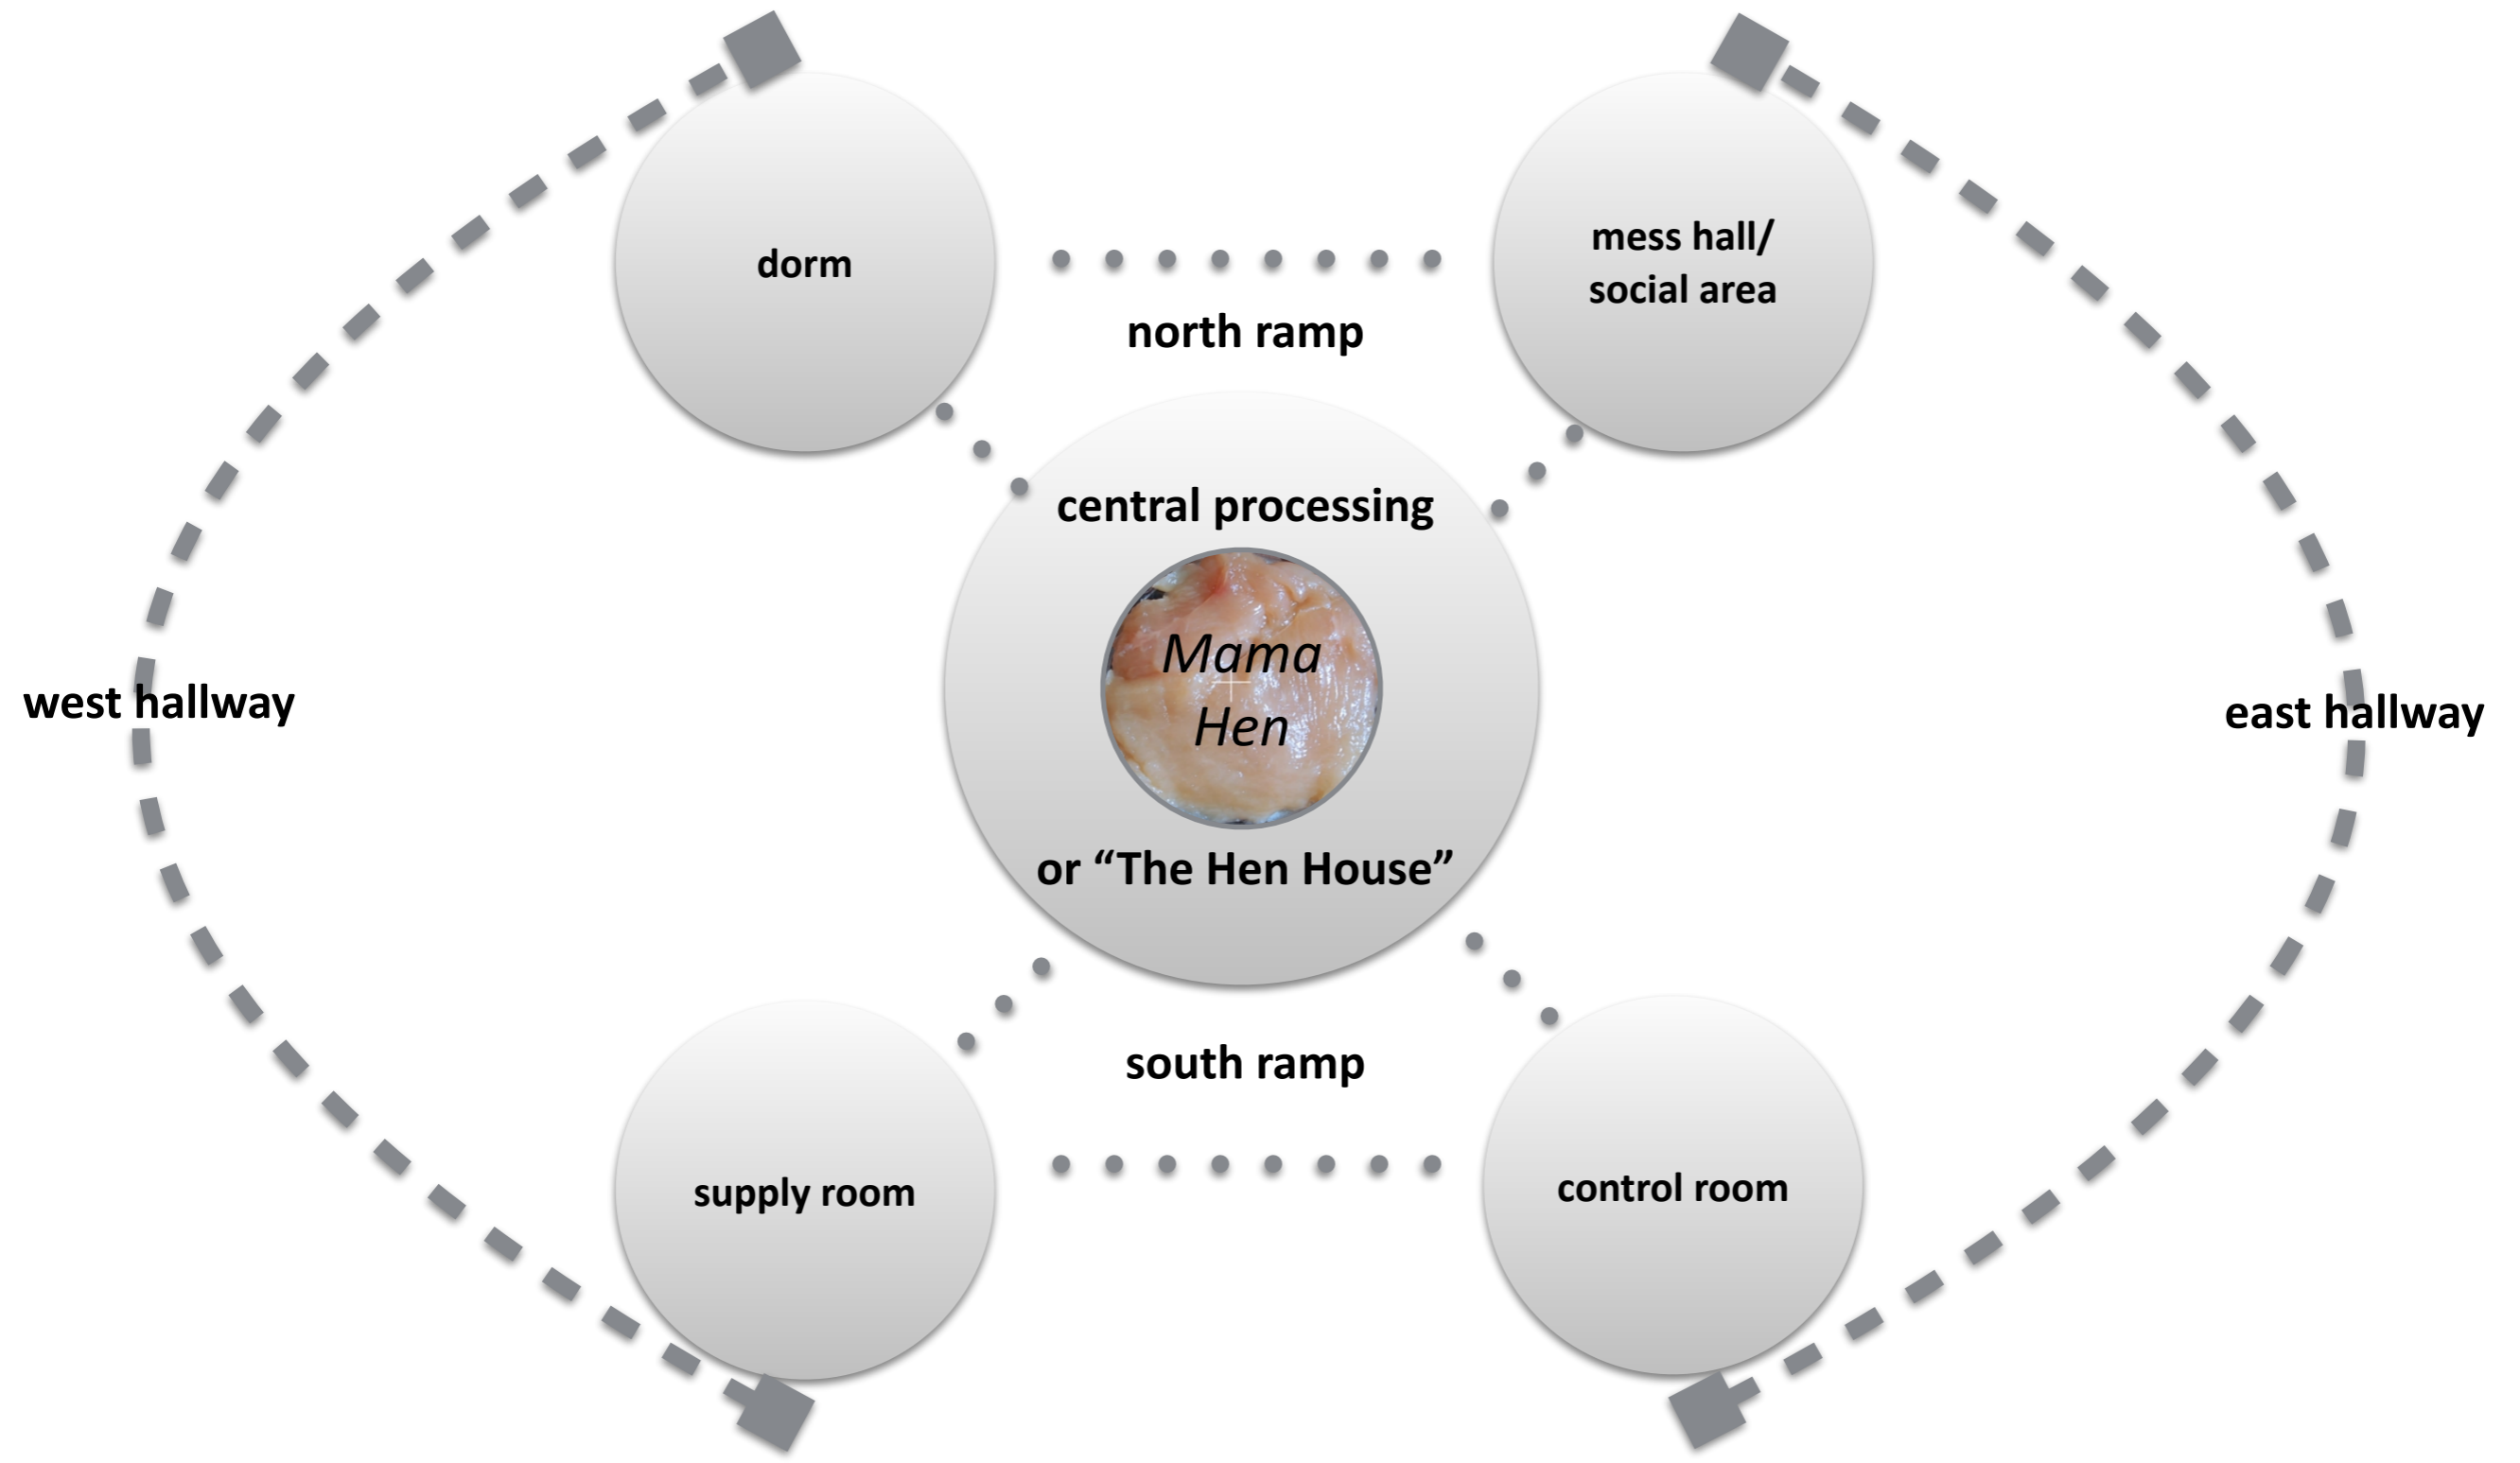 dorm
mess hall/
social area
north ramp
central processing
Mama
Hen
west hallway
east hallway
or “The Hen House”
south ramp
supply room
control room